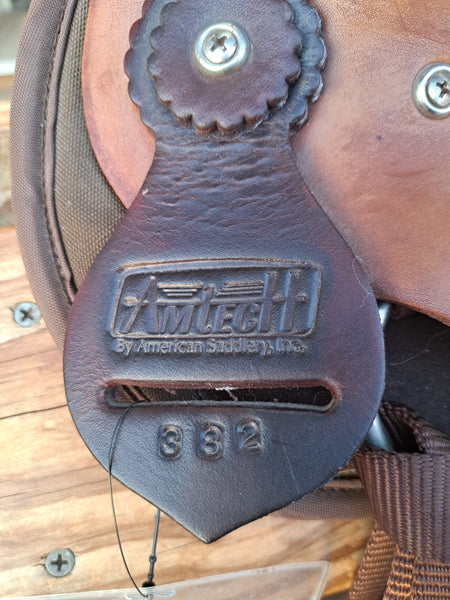 AMTECH
By American Saddlery, Inc.
332